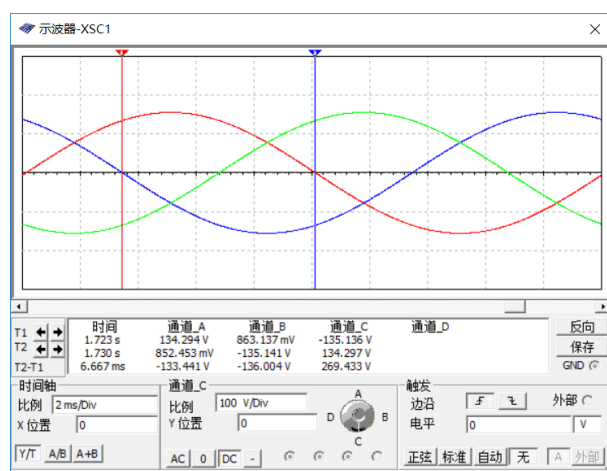 示波器-XSC1
1 2
T1
T2
T2-T1
时间 通道_A 通道_B 通道_C 通道_D
1.723 s 134.294 V 863.137 mV -135.136 V
1.730 s 852.453 mV -135.141 V 134.297 V
6.667 ms -133.441 V -136.004 V 269.433 V
反向
保存
GND
时间轴
比例 2 ms/Div
X 位置 0
Y/T A/B A+B
通道_C
比例 100 V/Div
Y 位置 0
AC 0 DC -
A
D B
C
触发
边沿 外部
电平 0 V
正弦 标准 自动 无 A 外部